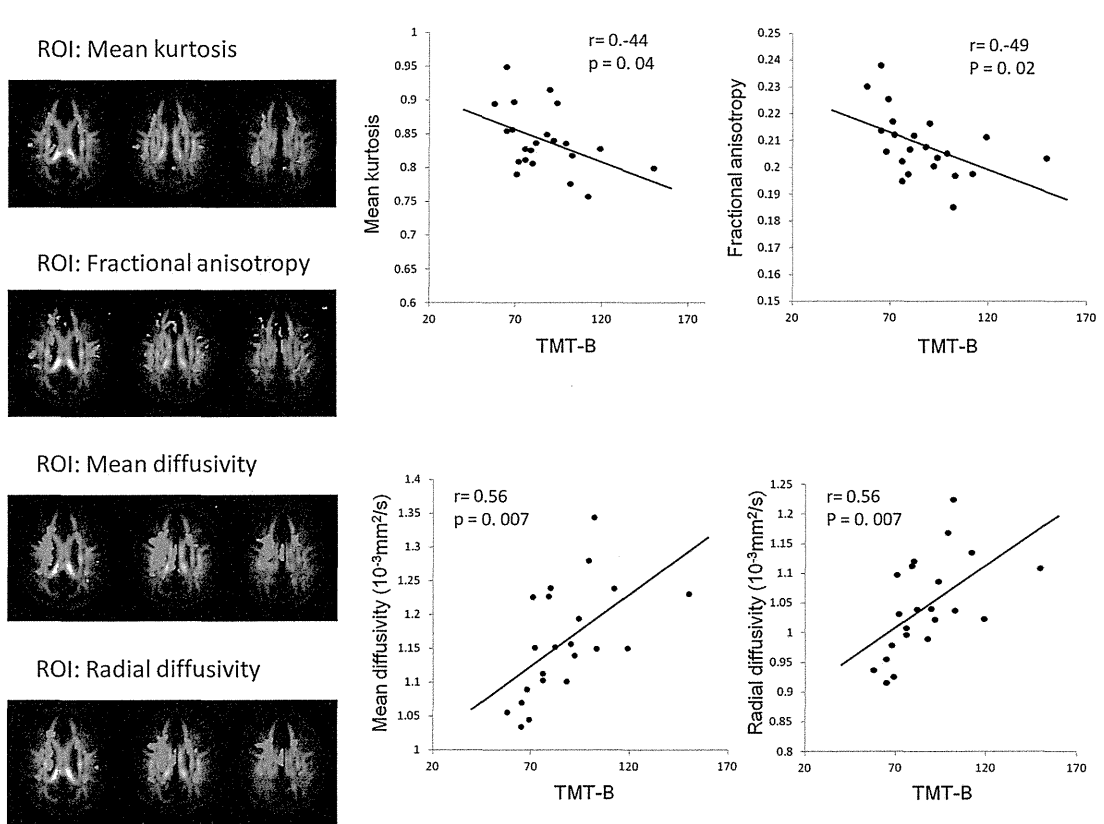 ROI: Mean kurtosis
ROI: Fractional anisotropy
ROI: Mean diffusivity
ROI: Radial diffusivity
r= 0.-44
p = 0. 04
Mean kurtosis
1
0.95
0.9
0.85
0.8
0.75
0.7
0.65
0.6
20 70 120 170
TMT-B
r= 0.-49
P = 0. 02
Fractional anisotropy
0.25
0.24
0.23
0.22
0.21
0.2
0.19
0.18
0.17
0.16
0.15
20 70 120 170
TMT-B
r= 0.56
p = 0. 007
Mean diffusivity (10⁻³mm²/s)
1.4
1.35
1.3
1.25
1.2
1.15
1.1
1.05
1
20 70 120 170
TMT-B
r= 0.56
P = 0. 007
Radial diffusivity (10⁻³mm²/s)
1.25
1.2
1.15
1.1
1.05
1
0.95
0.9
0.85
0.8
20 70 120 170
TMT-B